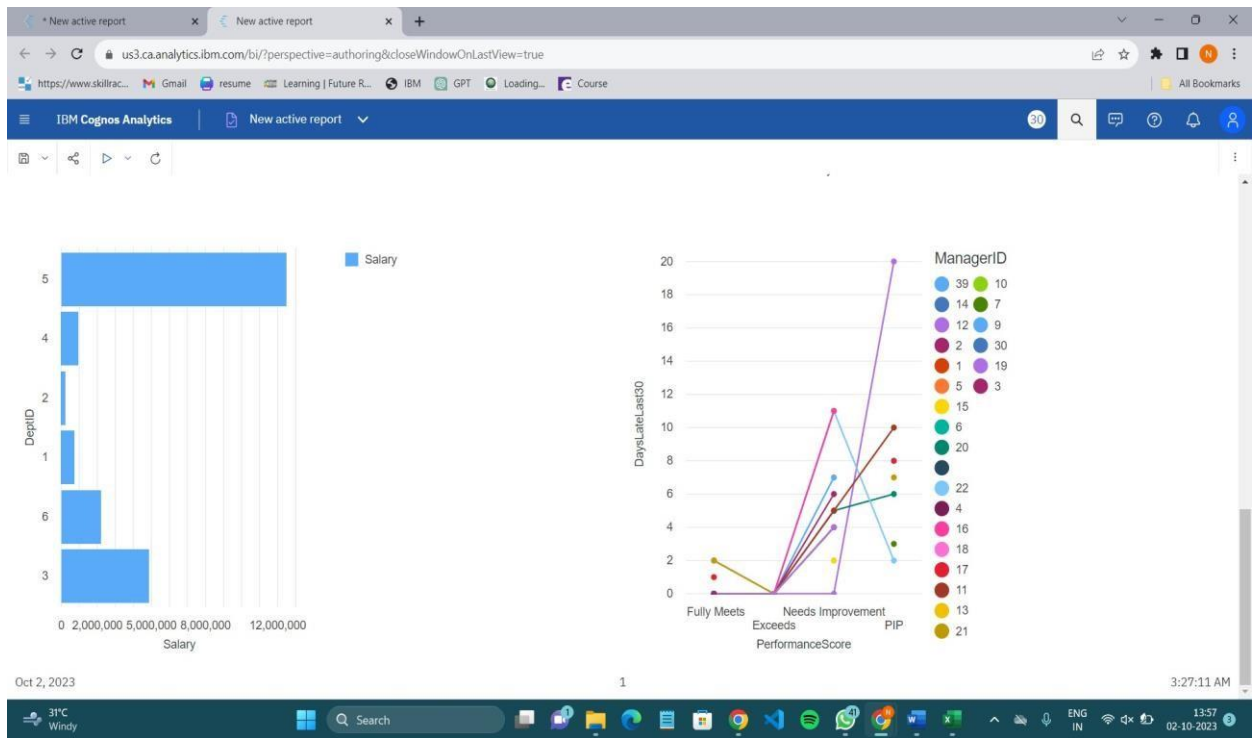 * New active report
New active report
us3.ca.analytics.ibm.com/bi/?perspective=authoring&closeWindowOnLastView=true
N
https://www.skillrac... Gmail resume Learning | Future R... IBM GPT Loading... Course All Bookmarks
IBM Cognos Analytics New active report 30
DeptID
5
4
2
1
6
3
0 2,000,000 5,000,000 8,000,000 12,000,000
Salary
Salary
DaysLateLast30
20
18
16
14
12
10
8
6
4
2
0
Fully Meets Needs Improvement
Exceeds PIP
PerformanceScore
ManagerID
39 10
14 7
12 9
2 30
1 19
5 3
15
6
20
22
4
16
18
17
11
13
21
Oct 2, 2023 1 3:27:11 AM
31°C
Windy
Search
ENG
IN
13:57
02-10-2023